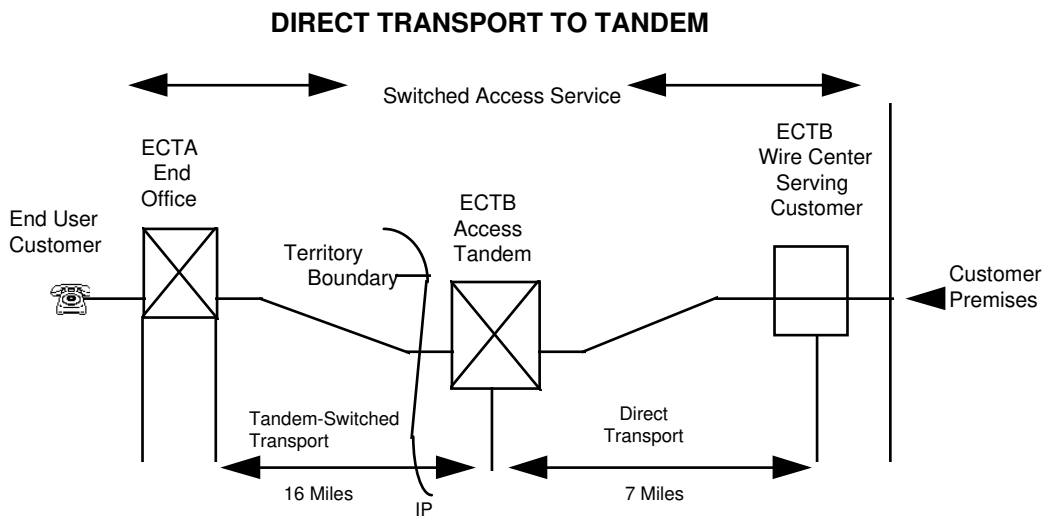 DIRECT TRANSPORT TO TANDEM
Switched Access Service
ECTA
End
Office
ECTB
Wire Center
Serving
Customer
ECTB
Access
Tandem
End User
Customer
Territory
Boundary
Customer
Premises
Tandem-Switched
Transport
Direct
Transport
16 Miles
7 Miles
IP